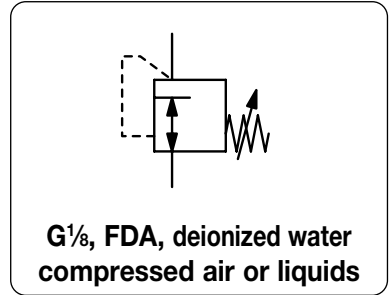 G⅛, FDA, deionized water
compressed air or liquids